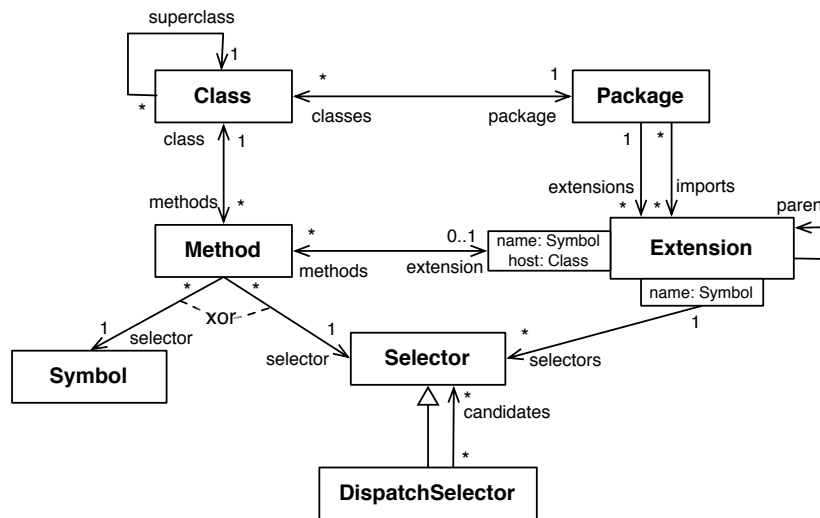 superclass
1
*
Class
*
classes
1
package
Package
class
1
1
*
extensions
*
*
imports
methods
*
Method
*
methods
0..1
extension
name: Symbol
host: Class
Extension
paren
name: Symbol
1
*
*
xor
1
selector
Symbol
1
selector
Selector
*
selectors
*
candidates
*
DispatchSelector